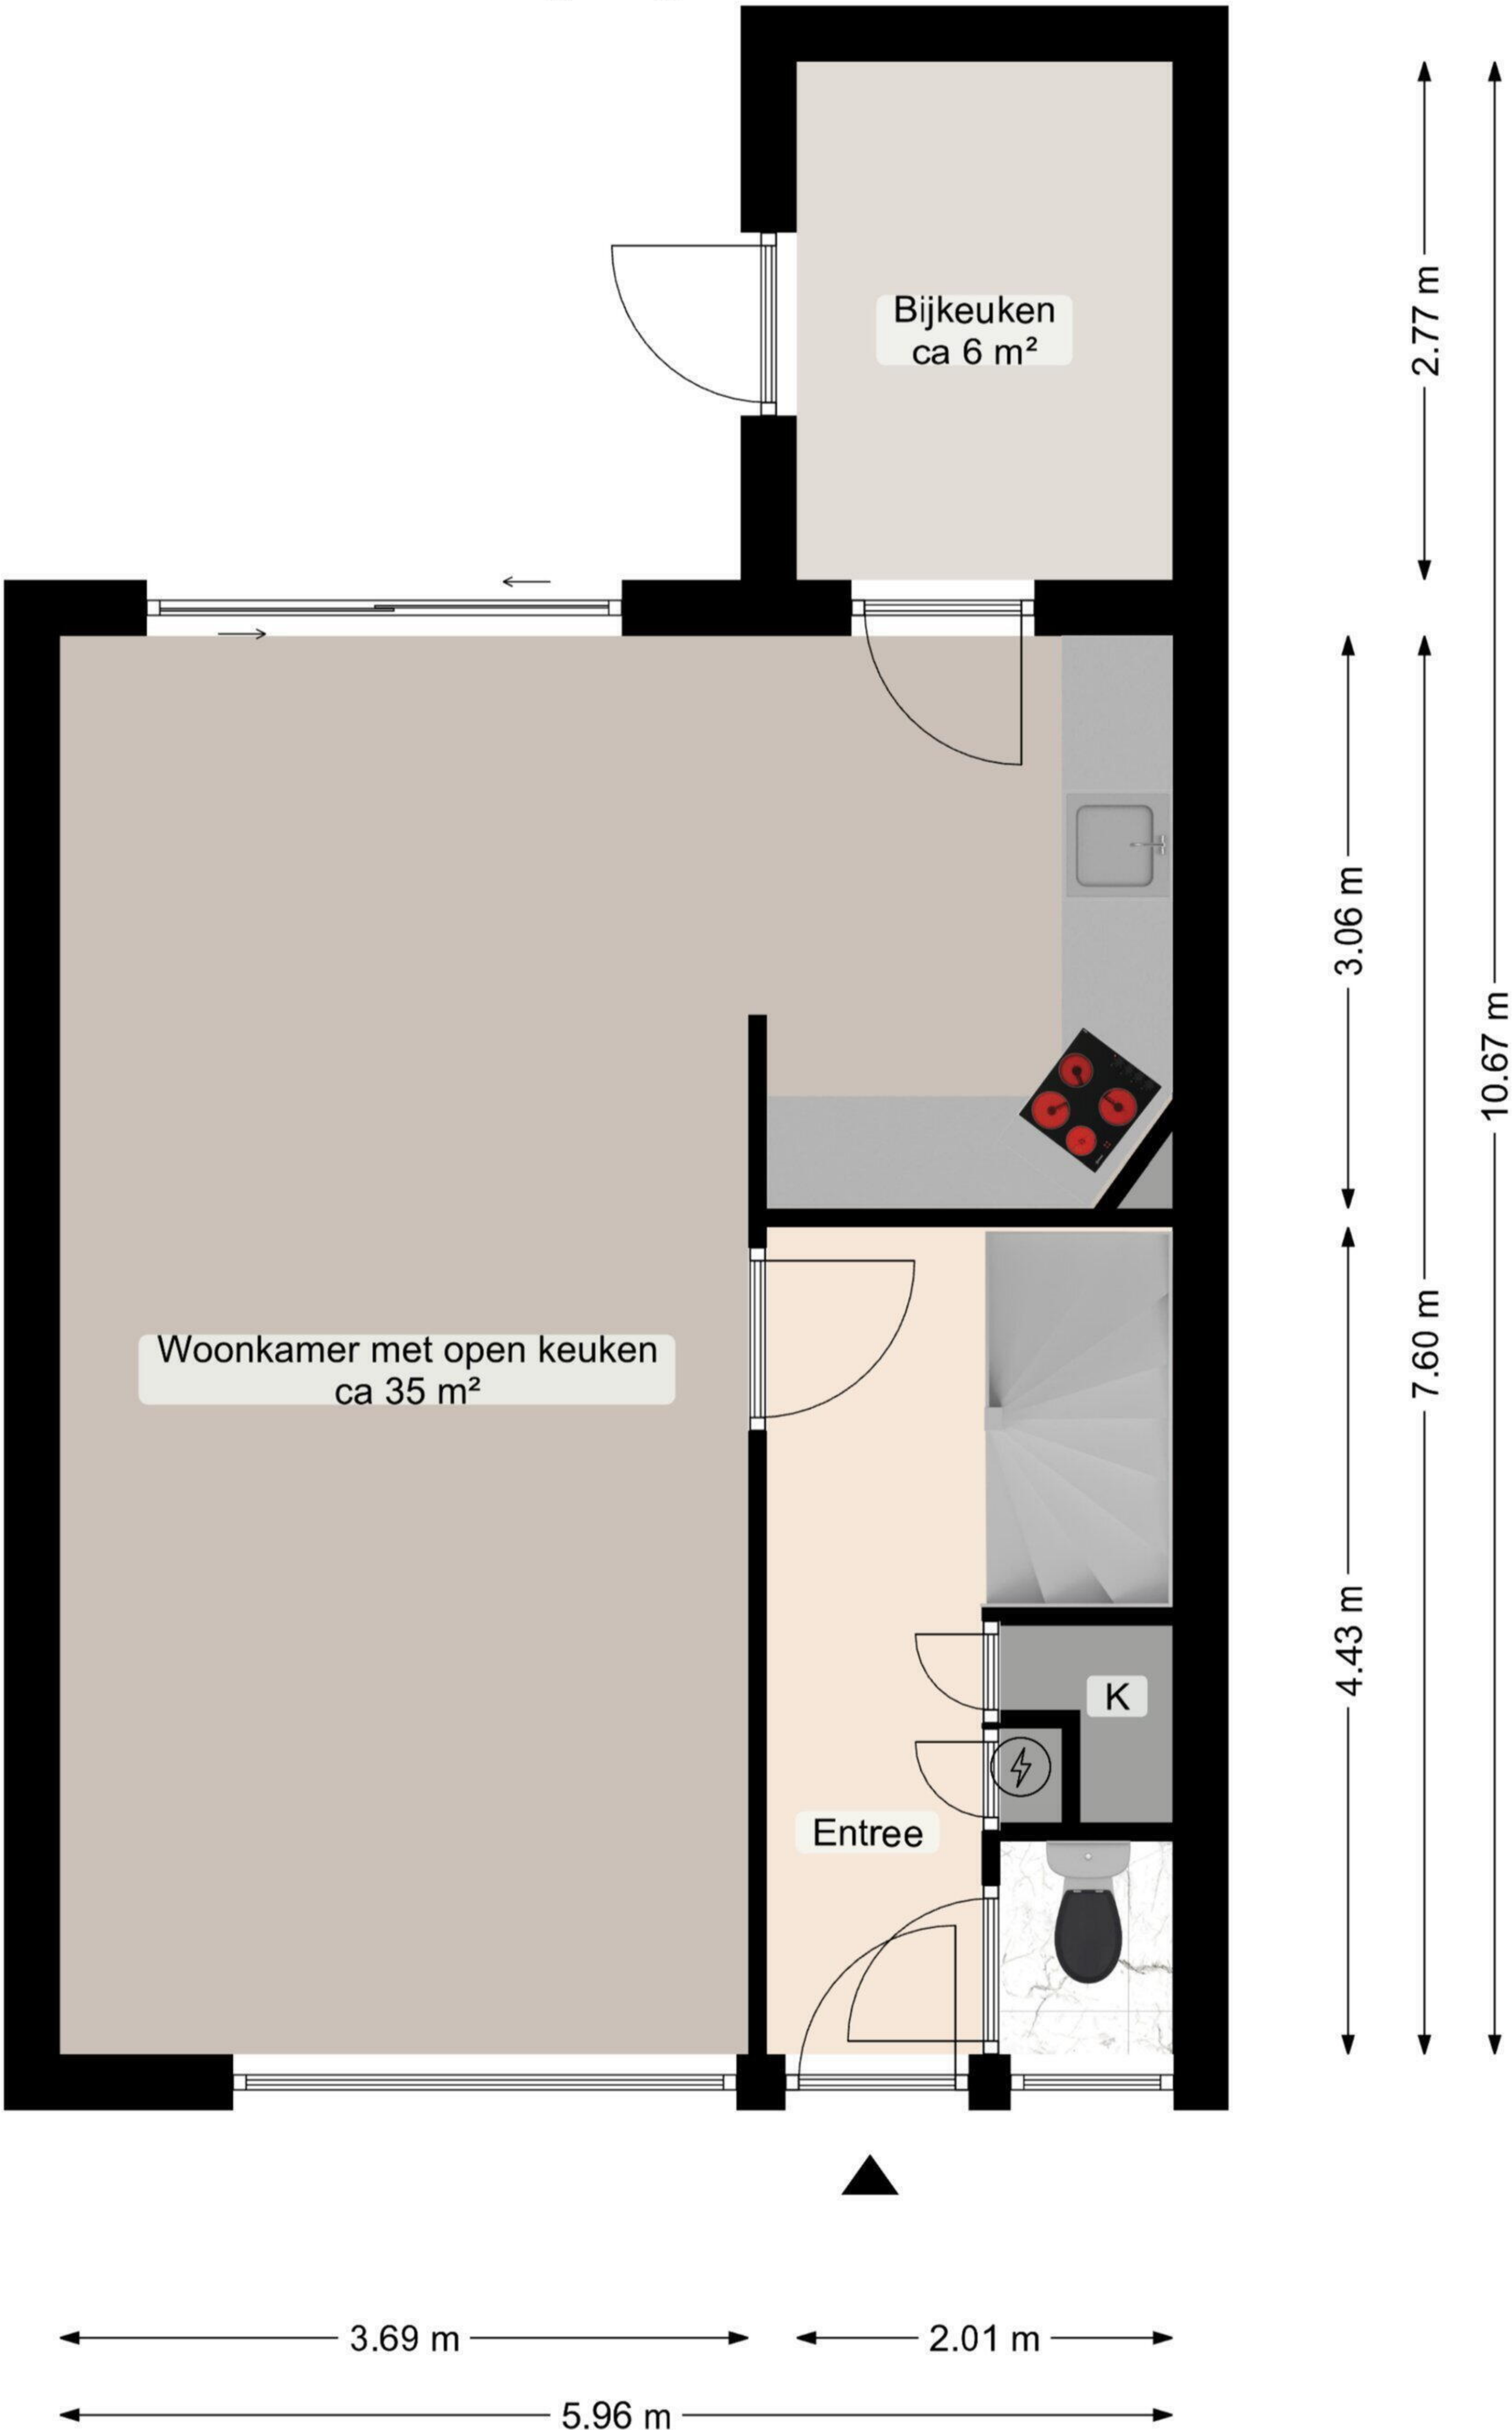 Bijkeuken
ca 6 m²
2.77 m
3.06 m
10.67 m
7.60 m
Woonkamer met open keuken
ca 35 m²
4.43 m
K
Entree
3.69 m
2.01 m
5.96 m